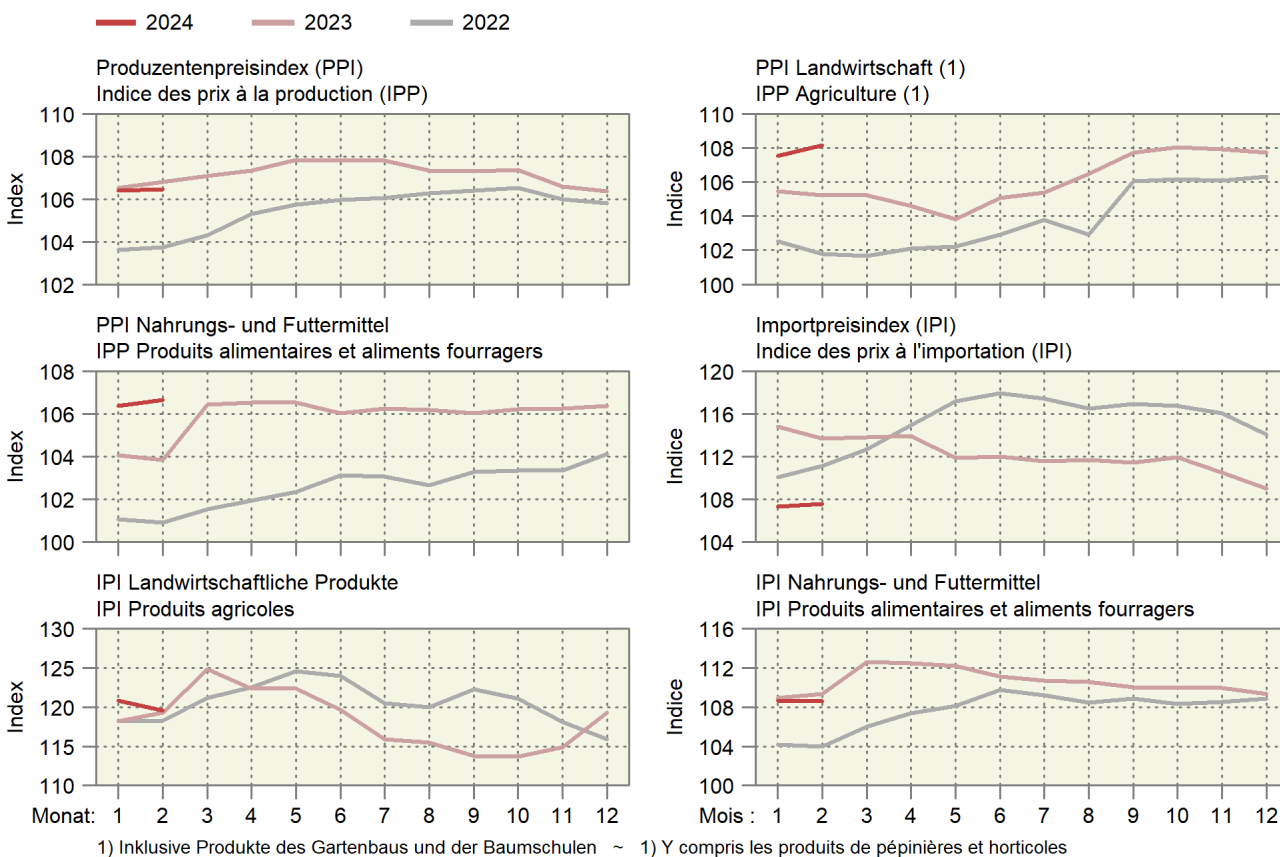 2024 2023 2022
Produzentenpreisindex (PPI)
Indice des prix à la production (IPP)
Index
110
108
106
104
102
PPI Landwirtschaft (1)
IPP Agriculture (1)
Indice
110
108
106
104
102
100
PPI Nahrungs- und Futtermittel
IPP Produits alimentaires et aliments fourragers
Index
108
106
104
102
100
Importpreisindex (IPI)
Indice des prix à l'importation (IPI)
Indice
120
116
112
108
104
IPI Landwirtschaftliche Produkte
IPI Produits agricoles
Index
130
125
120
115
110
Monat: 1 2 3 4 5 6 7 8 9 10 11 12
IPI Nahrungs- und Futtermittel
IPI Produits alimentaires et aliments fourragers
Indice
116
112
108
104
100
Mois : 1 2 3 4 5 6 7 8 9 10 11 12
1) Inklusive Produkte des Gartenbaus und der Baumschulen ~ 1) Y compris les produits de pépinières et horticoles